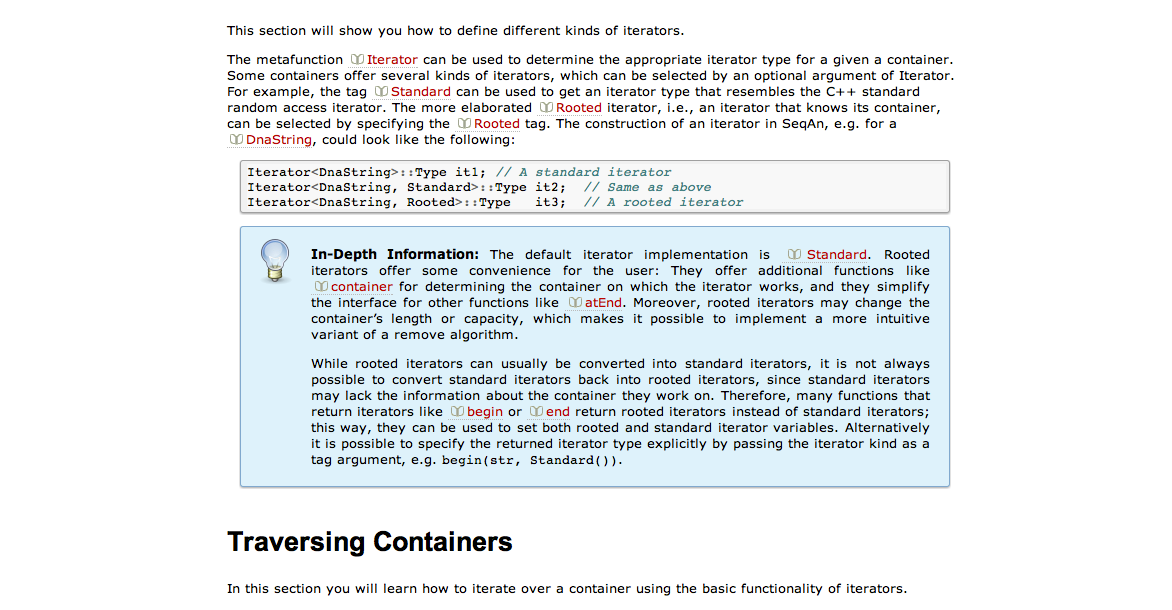 This section will show you how to define different kinds of iterators.
The metafunction Iterator can be used to determine the appropriate iterator type for a given a container.
Some containers offer several kinds of iterators, which can be selected by an optional argument of Iterator.
For example, the tag Standard can be used to get an iterator type that resembles the C++ standard
random access iterator. The more elaborated Rooted iterator, i.e., an iterator that knows its container,
can be selected by specifying the Rooted tag. The construction of an iterator in SeqAn, e.g. for a
DnaString, could look like the following:
Iterator<DnaString>::Type it1; // A standard iterator
Iterator<DnaString, Standard>::Type it2;  // Same as above
Iterator<DnaString, Rooted>::Type   it3;  // A rooted iterator
In-Depth Information: The default iterator implementation is Standard. Rooted
iterators offer some convenience for the user: They offer additional functions like
container for determining the container on which the iterator works, and they simplify
the interface for other functions like atEnd. Moreover, rooted iterators may change the
container's length or capacity, which makes it possible to implement a more intuitive
variant of a remove algorithm.
While rooted iterators can usually be converted into standard iterators, it is not always
possible to convert standard iterators back into rooted iterators, since standard iterators
may lack the information about the container they work on. Therefore, many functions that
return iterators like begin or end return rooted iterators instead of standard iterators;
this way, they can be used to set both rooted and standard iterator variables. Alternatively
it is possible to specify the returned iterator type explicitly by passing the iterator kind as a
tag argument, e.g. begin(str, Standard()).
Traversing Containers
In this section you will learn how to iterate over a container using the basic functionality of iterators.